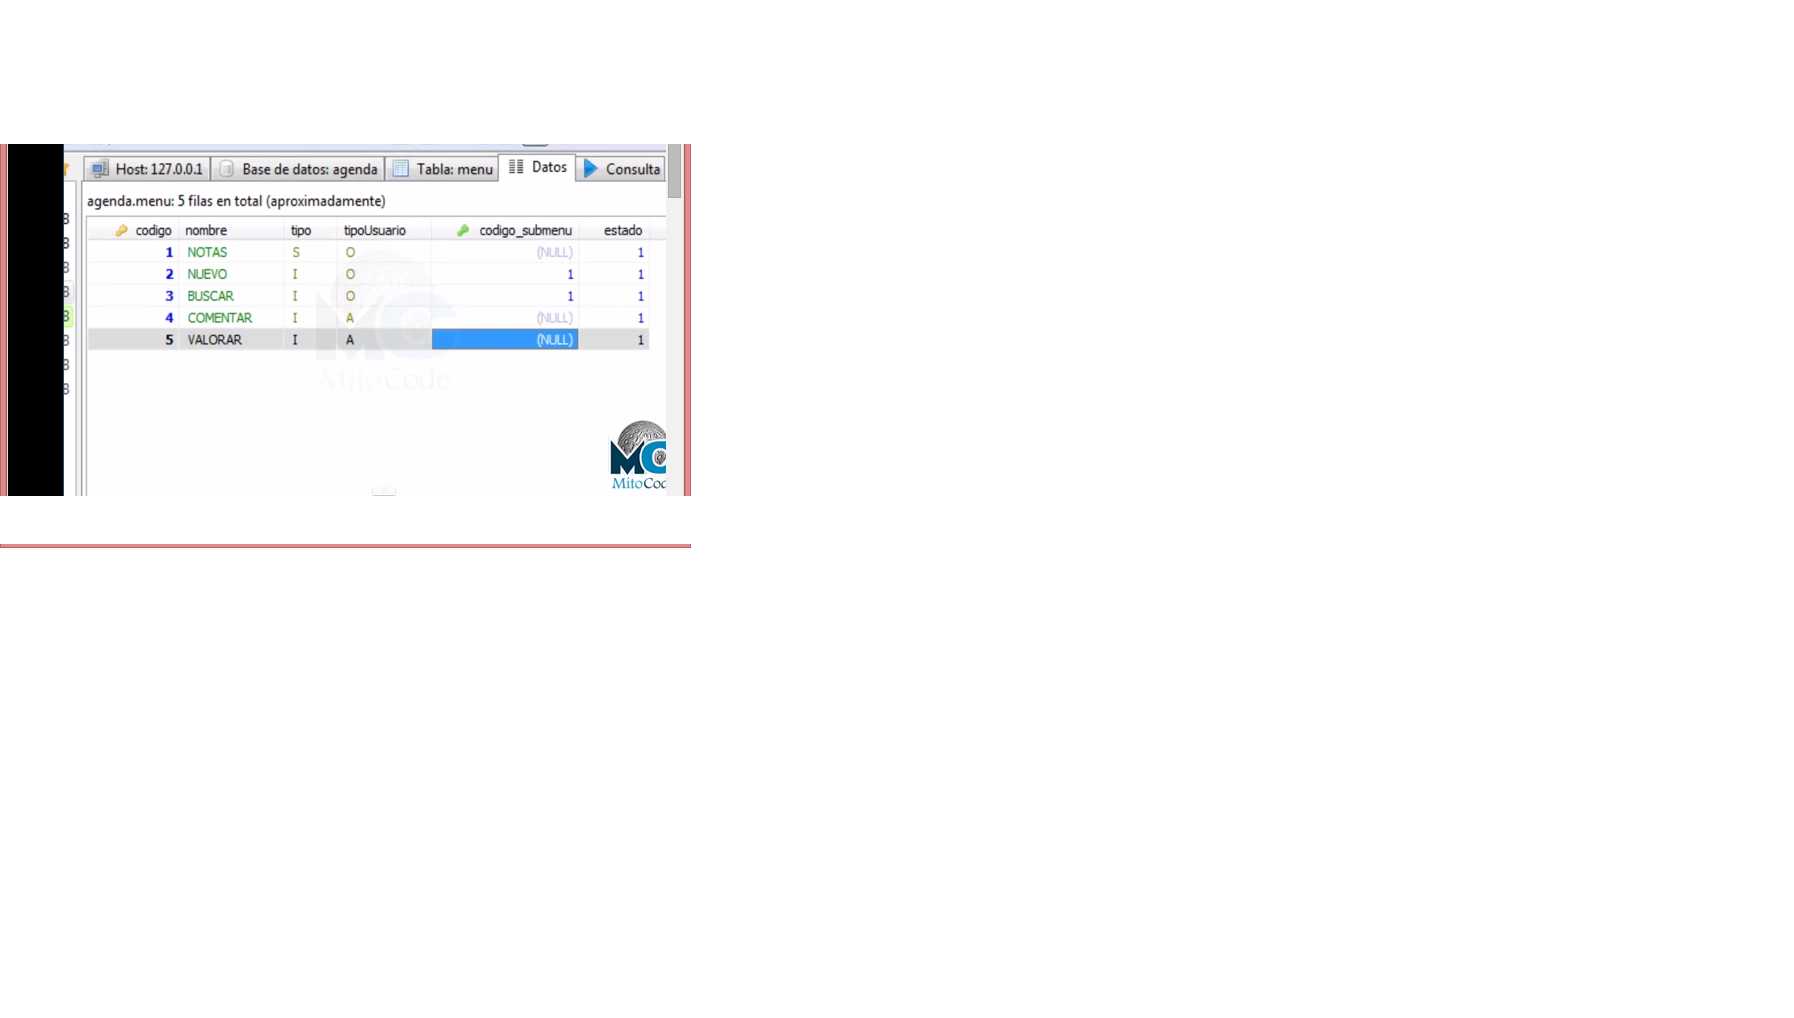 Host: 127.0.0.1 Base de datos: agenda Tabla: menu Datos Consulta
agenda.menu: 5 filas en total (aproximadamente)
codigo nombre tipo tipoUsuario codigo_submenu estado
1 NOTAS S O (NULL) 1
2 NUEVO I O 1 1
3 BUSCAR I O 1 1
4 COMENTAR I A (NULL) 1
5 VALORAR I A (NULL) 1
MC
MitoCode
MC
MitoCod